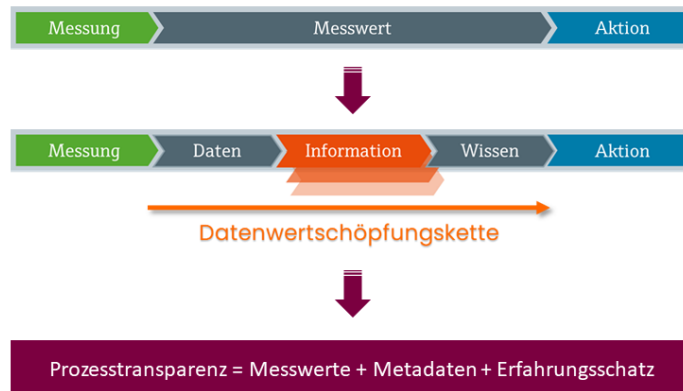 Messung Messwert Aktion
Messung Daten Information Wissen Aktion
Datenwertschöpfungskette
Prozesstransparenz = Messwerte + Metadaten + Erfahrungsschatz